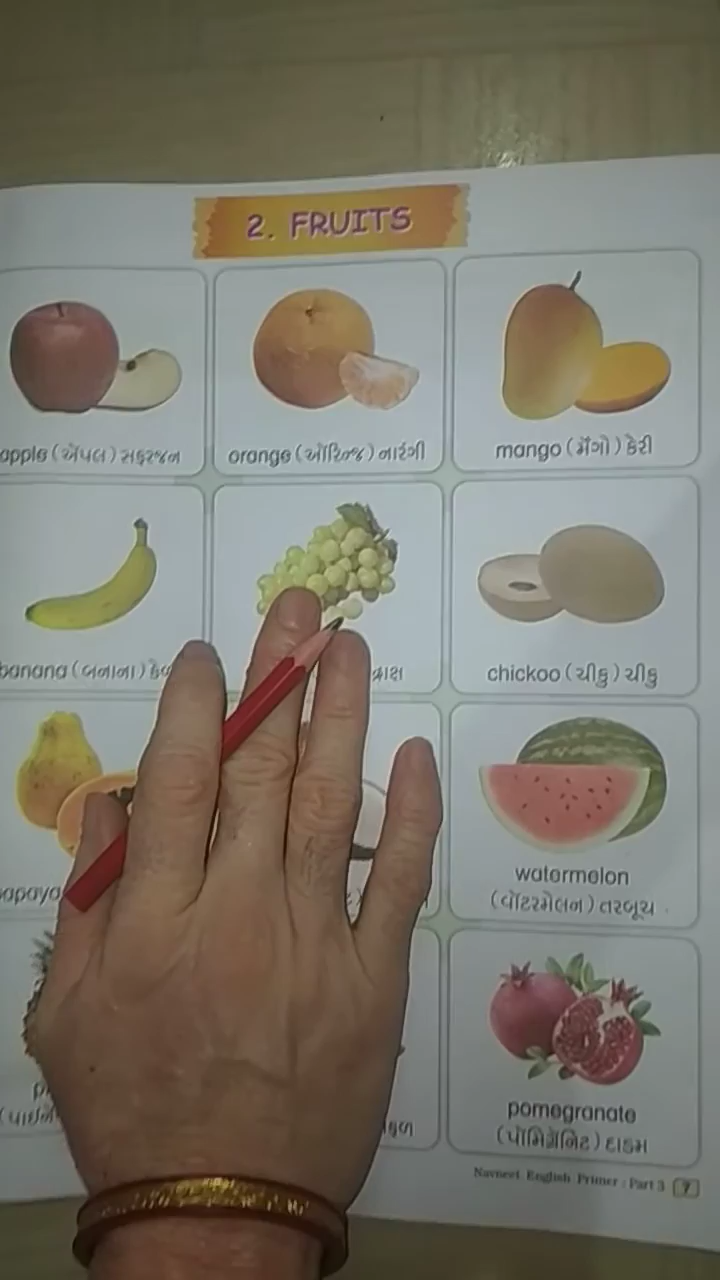 2. FRUITS
apple (ઍપલ) સફરજન
orange (ઑરિન્જ) નારંગી
mango (મૅંગો) કેરી
banana (બનાના)
chickoo (ચીકુ) ચીકુ
watermelon
(વૉટરમેલન) તરબૂચ
pomegranate
(પૉમિગ્રેનિટ) દાડમ
Navneet English Primer : Part 3 7